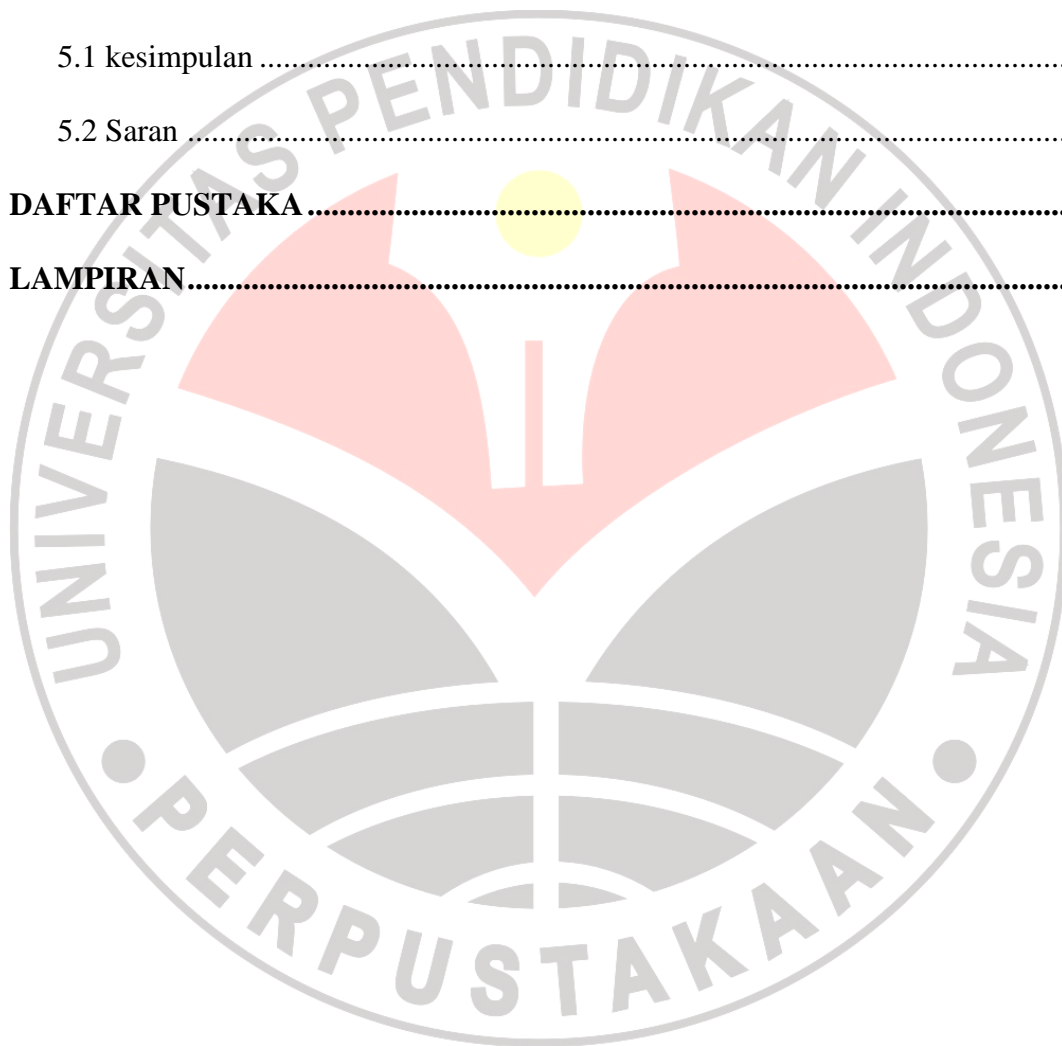 5.1 kesimpulan ........................................................................................................
5.2 Saran ........................................................................................................
DAFTAR PUSTAKA ........................................................................................................
LAMPIRAN ........................................................................................................
UNIVERSITAS PENDIDIKAN INDONESIA
PERPUSTAKAAN